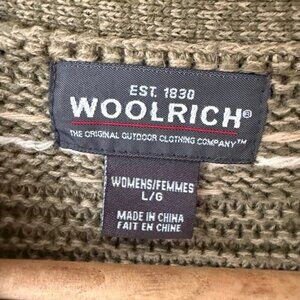 EST. 1830
WOOLRICH®
THE ORIGINAL OUTDOOR CLOTHING COMPANY™
WOMENS/FEMMES
L/G
MADE IN CHINA
FAIT EN CHINE